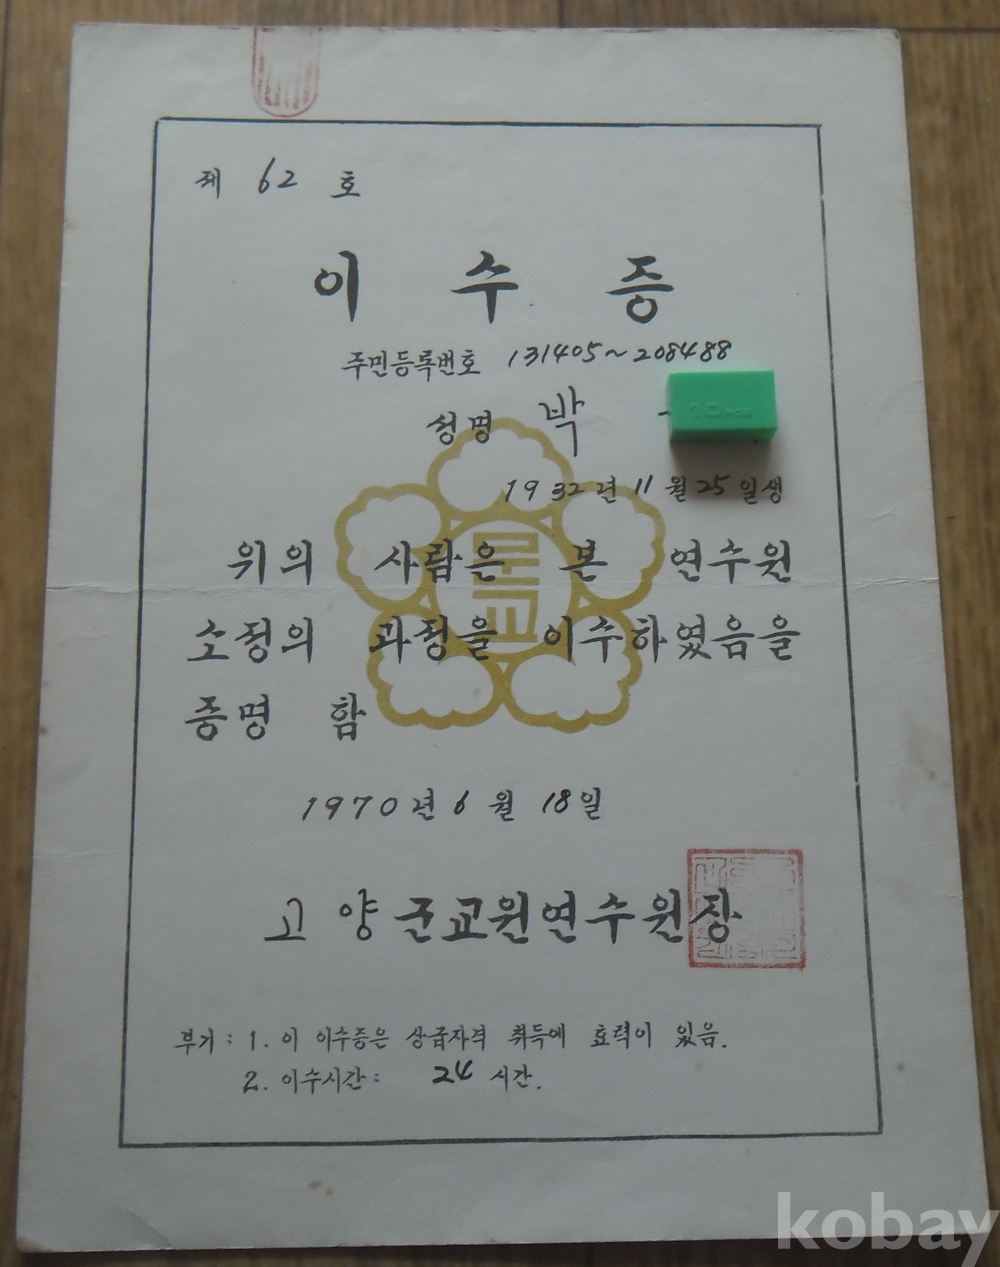 제 62 호
이 수 증
주민등록번호 131405~208488
성명 박
1932년 11월 25일생
문교
위의 사람은 본 연수원
소정의 과정을 이수하였음을
증명 함
1970년 6월 18일
고양군교원연수원장
부기: 1. 이 이수증은 상급자격 취득에 효력이 있음.
2. 이수시간: 24 시간.
kobay